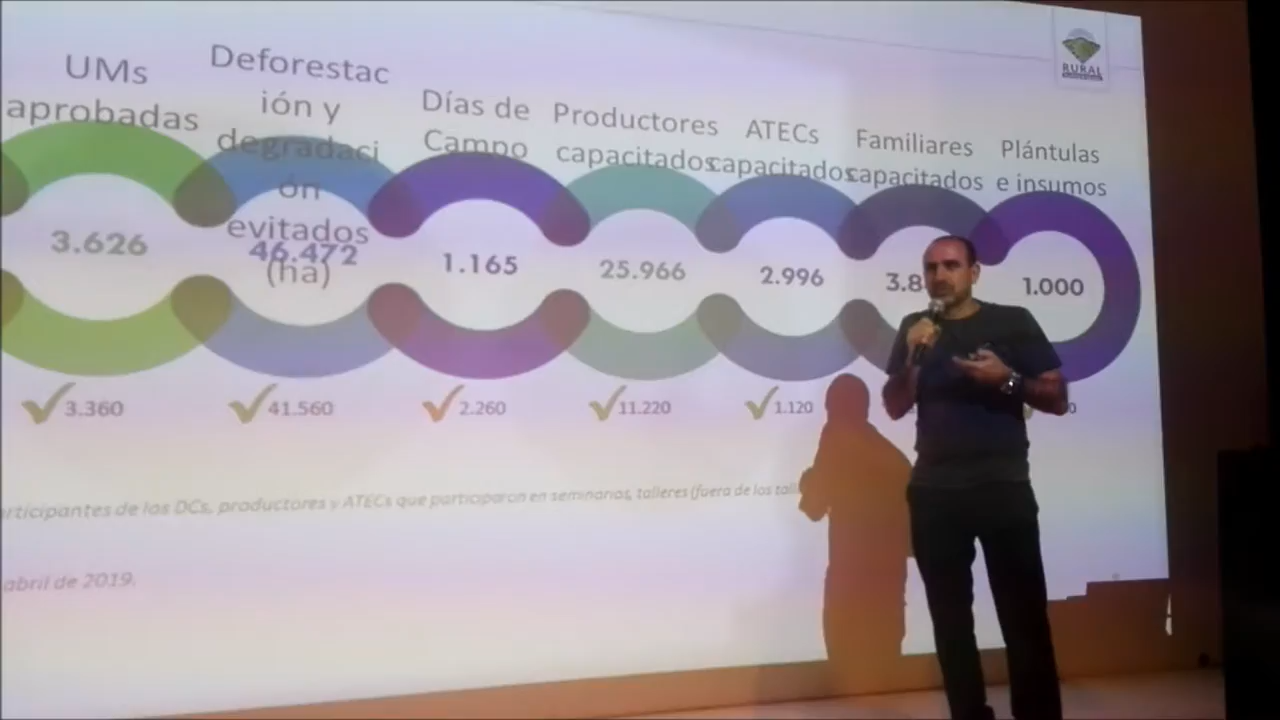 RURAL
UMs
aprobadas
Deforestac
ión y
degradaci
ón
evitados
(ha)
Días de
Campo
Productores
capacitados
ATECs
capacitados
Familiares
capacitados
Plántulas
e insumos
3.626
46.472
1.165
25.966
2.996
3.8
1.000
3.360
41.560
2.260
11.220
1.120
rticipantes de los DCs, productores y ATECs que participaron en seminarios, talleres (fuera de los
abril de 2019.